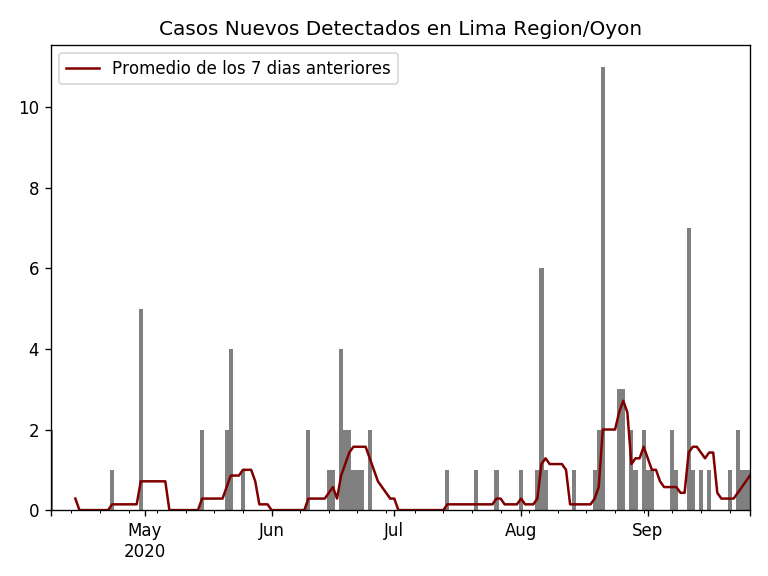 Casos Nuevos Detectados en Lima Region/Oyon
Promedio de los 7 dias anteriores
10
8
6
4
2
0
May Jun Jul Aug Sep
2020